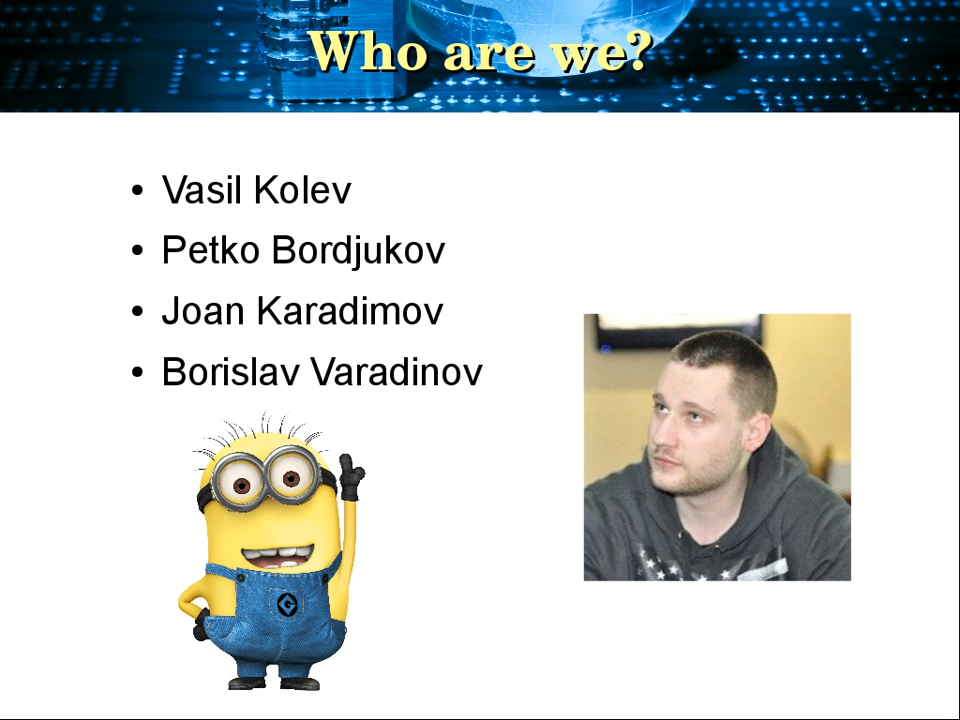 Who are we?
Vasil Kolev
Petko Bordjukov
Joan Karadimov
Borislav Varadinov